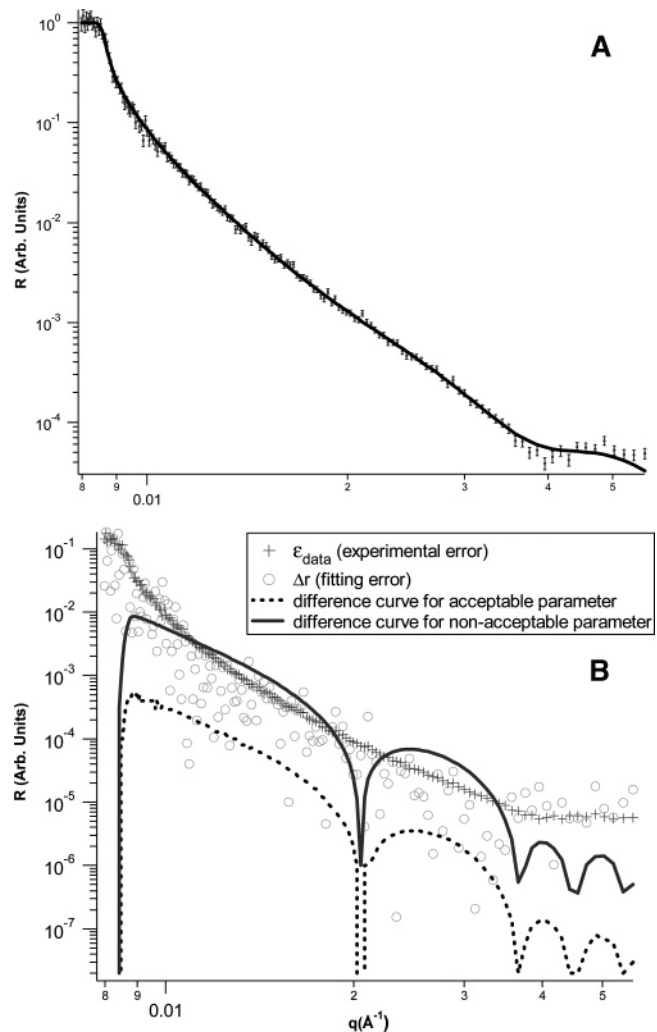 A
R (Arb. Units)
10⁰
10⁻¹
10⁻²
10⁻³
10⁻⁴
8 9 2 3 4 5
0.01
B
R (Arb. Units)
10⁻¹
10⁻²
10⁻³
10⁻⁴
10⁻⁵
10⁻⁶
10⁻⁷
εdata (experimental error)
Δr (fitting error)
difference curve for acceptable parameter
difference curve for non-acceptable parameter
8 9 2 3 4 5
0.01
q(Å⁻¹)